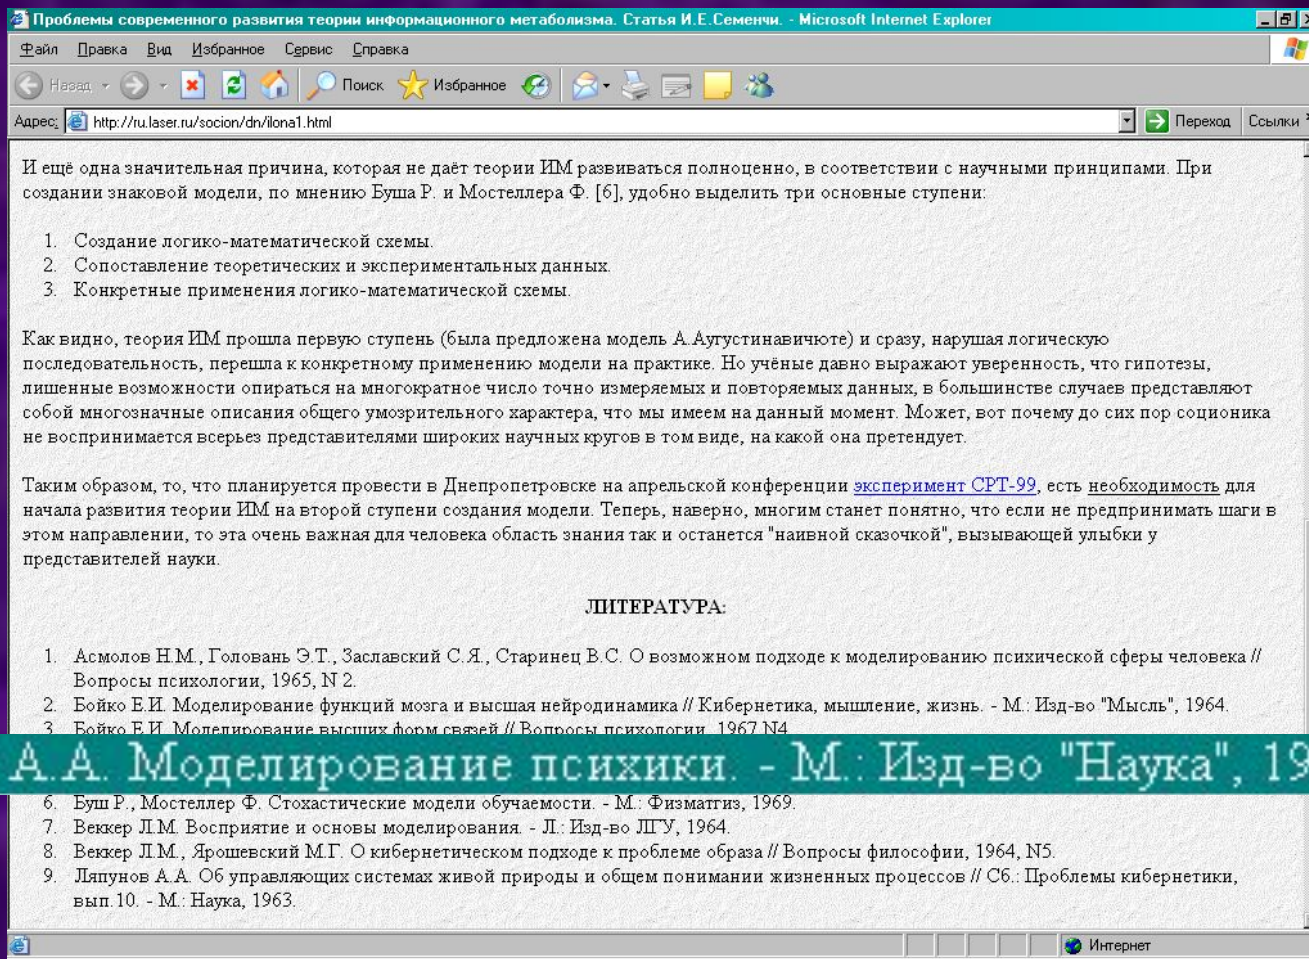 Проблемы современного развития теории информационного метаболизма. Статья И.Е.Семенчи. - Microsoft Internet Explorer
Файл Правка Вид Избранное Сервис Справка
Назад Поиск Избранное
Адрес: http://ru.laser.ru/socion/dn/ilona1.html Переход Ссылки
И ещё одна значительная причина, которая не даёт теории ИМ развиваться полноценно, в соответствии с научными принципами. При
создании знаковой модели, по мнению Буша Р. и Мостеллера Ф. [6], удобно выделить три основные ступени:
1. Создание логико-математической схемы.
2. Сопоставление теоретических и экспериментальных данных.
3. Конкретные применения логико-математической схемы.
Как видно, теория ИМ прошла первую ступень (была предложена модель А.Аугустинавичюте) и сразу, нарушая логическую
последовательность, перешла к конкретному применению модели на практике. Но учёные давно выражают уверенность, что гипотезы,
лишенные возможности опираться на многократное число точно измеряемых и повторяемых данных, в большинстве случаев представляют
собой многозначные описания общего умозрительного характера, что мы имеем на данный момент. Может, вот почему до сих пор соционика
не воспринимается всерьез представителями широких научных кругов в том виде, на какой она претендует.
Таким образом, то, что планируется провести в Днепропетровске на апрельской конференции эксперимент СРТ-99, есть необходимость для
начала развития теории ИМ на второй ступени создания модели. Теперь, наверно, многим станет понятно, что если не предпринимать шаги в
этом направлении, то эта очень важная для человека область знания так и останется "наивной сказочкой", вызывающей улыбки у
представителей науки.
ЛИТЕРАТУРА:
1. Асмолов Н.М., Головань Э.Т., Заславский С.Я., Старинец В.С. О возможном подходе к моделированию психической сферы человека //
Вопросы психологии, 1965, N 2.
2. Бойко Е.И. Моделирование функций мозга и высшая нейродинамика // Кибернетика, мышление, жизнь. - М.: Изд-во "Мысль", 1964.
3. Бойко Е.И. Моделирование высших форм связей // Вопросы психологии, 1967 N4
А.А. Моделирование психики. - М.: Изд-во "Наука", 19
6. Буш Р., Мостеллер Ф. Стохастические модели обучаемости. - М.: Физматгиз, 1969.
7. Веккер Л.М. Восприятие и основы моделирования. - Л.: Изд-во ЛГУ, 1964.
8. Веккер Л.М., Ярошевский М.Г. О кибернетическом подходе к проблеме образа // Вопросы философии, 1964, N5.
9. Ляпунов А.А. Об управляющих системах живой природы и общем понимании жизненных процессов // Сб.: Проблемы кибернетики,
вып.10. - М.: Наука, 1963.
Интернет